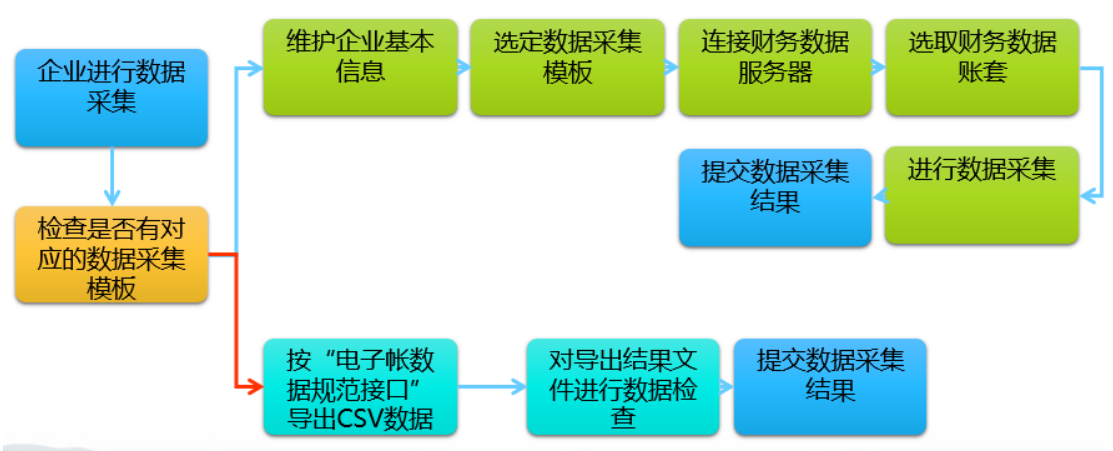 企业进行数据
采集
检查是否有对
应的数据采集
模板
维护企业基本
信息
选定数据采集
模板
连接财务数据
服务器
选取财务数据
账套
进行数据采集
提交数据采集
结果
按“电子帐数
据规范接口”
导出CSV数据
对导出结果文
件进行数据检
查
提交数据采集
结果